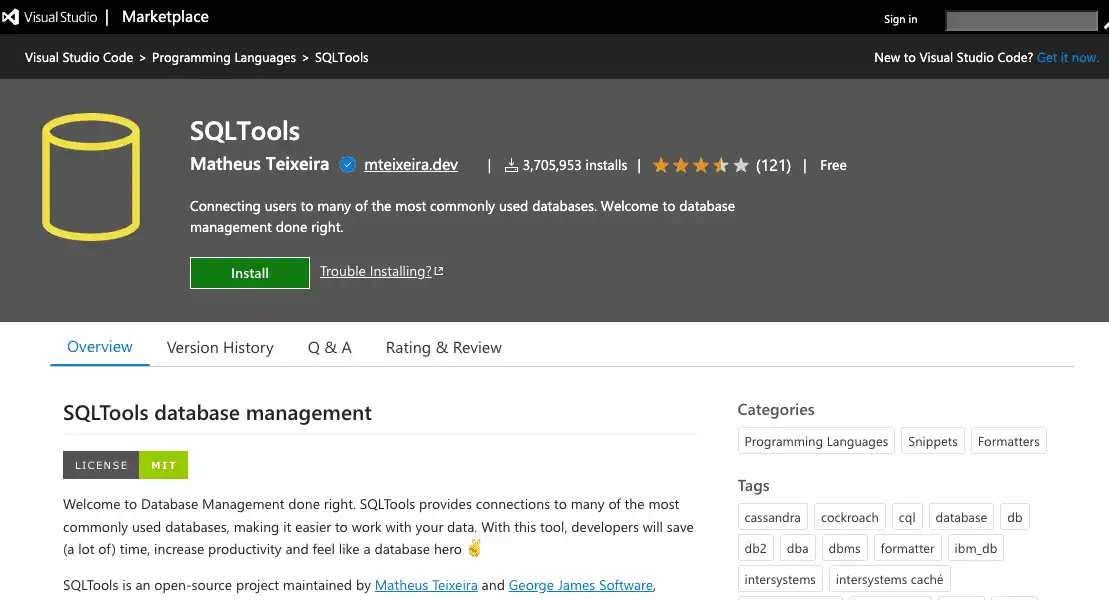 Visual Studio | Marketplace
Sign in
Visual Studio Code > Programming Languages > SQLTools
New to Visual Studio Code? Get it now.
SQLTools
Matheus Teixeira mteixeira.dev | 3,705,953 installs | (121) | Free
Connecting users to many of the most commonly used databases. Welcome to database
management done right.
Install Trouble Installing?
Overview Version History Q & A Rating & Review
SQLTools database management
LICENSE MIT
Welcome to Database Management done right. SQLTools provides connections to many of the most
commonly used databases, making it easier to work with your data. With this tool, developers will save
(a lot of) time, increase productivity and feel like a database hero ✌
SQLTools is an open-source project maintained by Matheus Teixeira and George James Software,
Categories
Programming Languages Snippets Formatters
Tags
cassandra cockroach cql database db
db2 dba dbms formatter ibm_db
intersystems intersystems caché